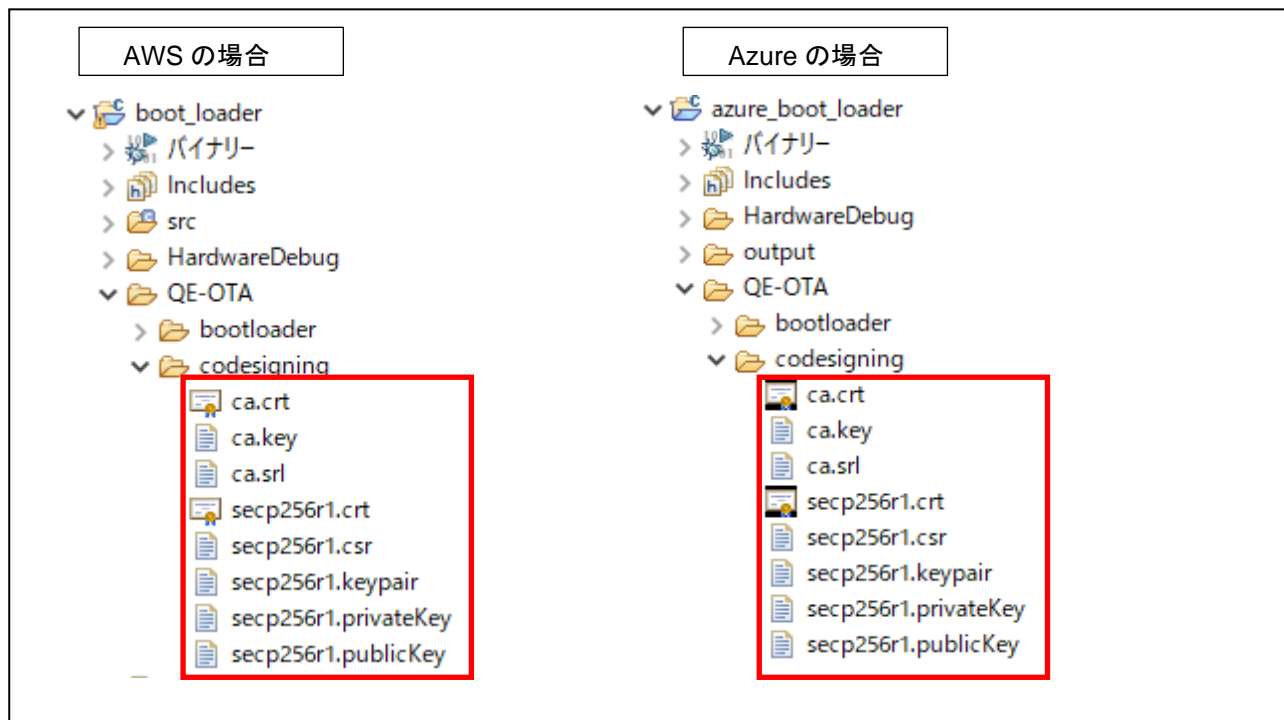 AWS の場合
boot_loader
バイナリー
Includes
src
HardwareDebug
QE-OTA
bootloader
codesigning
ca.crt
ca.key
ca.srl
secp256r1.crt
secp256r1.csr
secp256r1.keypair
secp256r1.privateKey
secp256r1.publicKey
Azure の場合
azure_boot_loader
バイナリー
Includes
HardwareDebug
output
QE-OTA
bootloader
codesigning
ca.crt
ca.key
ca.srl
secp256r1.crt
secp256r1.csr
secp256r1.keypair
secp256r1.privateKey
secp256r1.publicKey